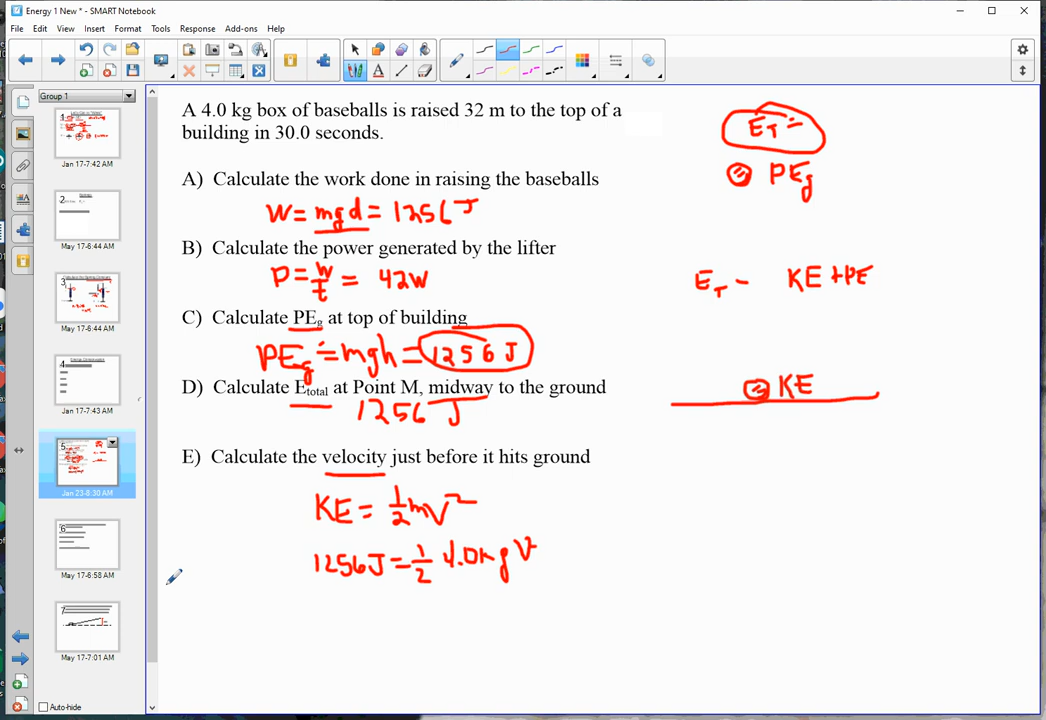 Energy 1 New * - SMART Notebook
File Edit View Insert Format Tools Response Add-ons Help
Group 1
Jan 17-7:42 AM
2
May 17-6:44 AM
3
May 17-6:44 AM
4
Jan 17-7:43 AM
5
Jan 23-8:30 AM
6
May 17-6:58 AM
7
May 17-7:01 AM
Auto-hide
A 4.0 kg box of baseballs is raised 32 m to the top of a
building in 30.0 seconds.
A) Calculate the work done in raising the baseballs
W = mgd = 1256 J
B) Calculate the power generated by the lifter
P = W/t = 42W
C) Calculate PEg at top of building
PEg = mgh = 1256 J
D) Calculate Etotal at Point M, midway to the ground
1256 J
E) Calculate the velocity just before it hits ground
KE = 1/2 mv²
1256J = 1/2 4.0kg v
ET =
PEg
ET = KE + PE
KE